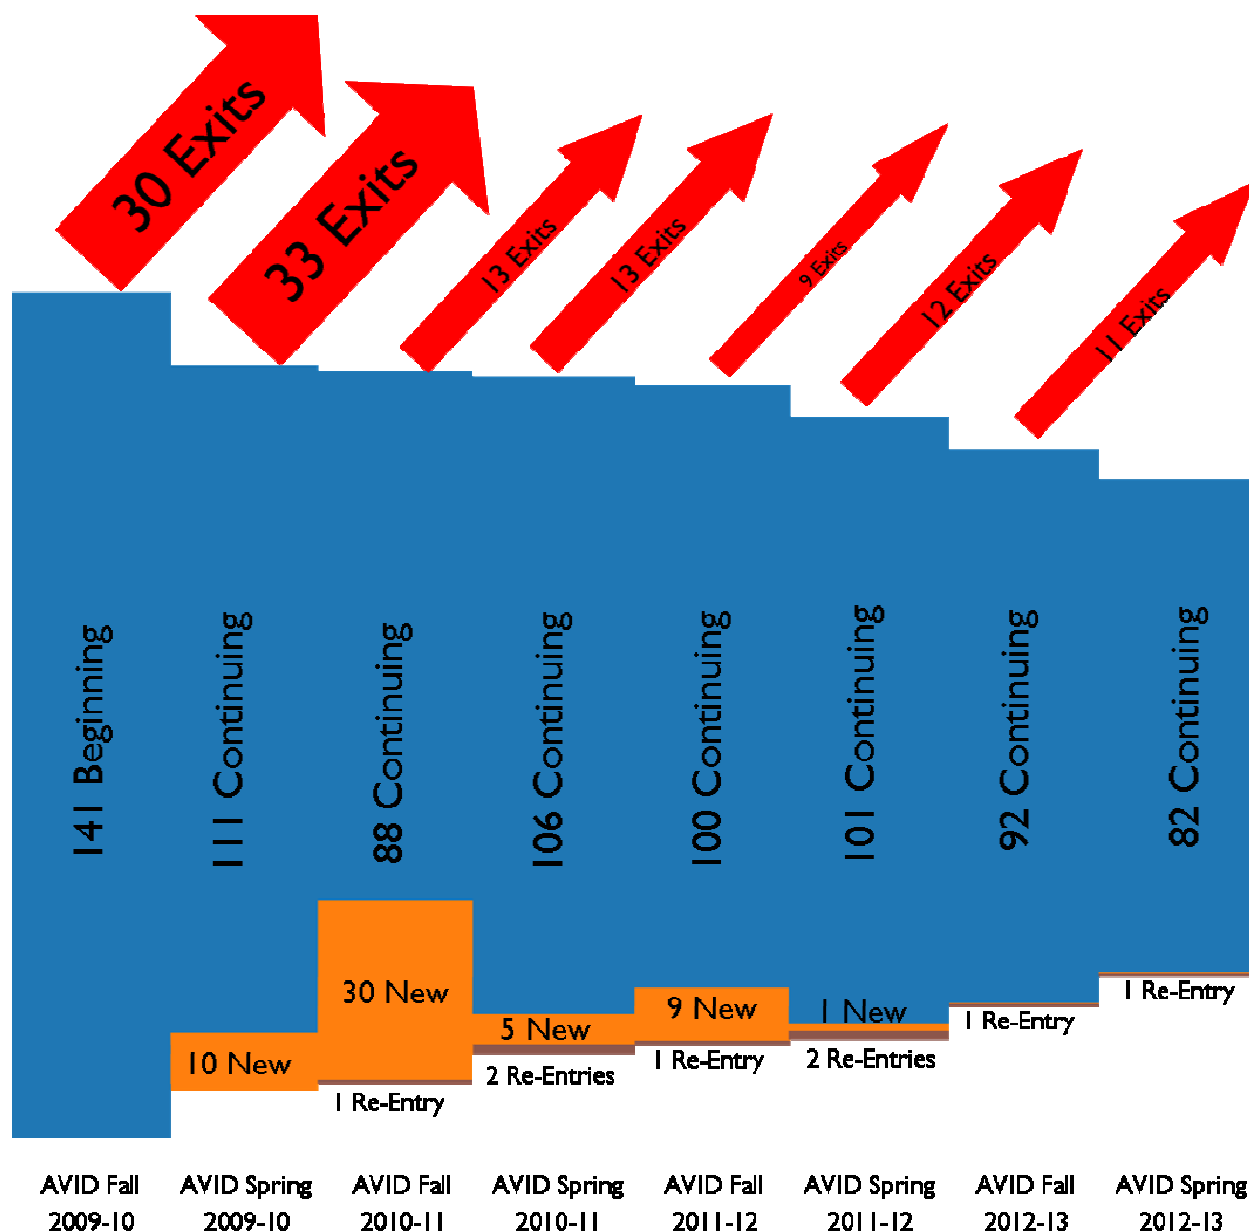 30 Exits
33 Exits
13 Exits
13 Exits
9 Exits
12 Exits
11 Exits
141 Beginning
111 Continuing
88 Continuing
106 Continuing
100 Continuing
101 Continuing
92 Continuing
82 Continuing
10 New
30 New
1 Re-Entry
5 New
2 Re-Entries
9 New
1 Re-Entry
1 New
2 Re-Entries
1 Re-Entry
1 Re-Entry
AVID Fall
2009-10
AVID Spring
2009-10
AVID Fall
2010-11
AVID Spring
2010-11
AVID Fall
2011-12
AVID Spring
2011-12
AVID Fall
2012-13
AVID Spring
2012-13